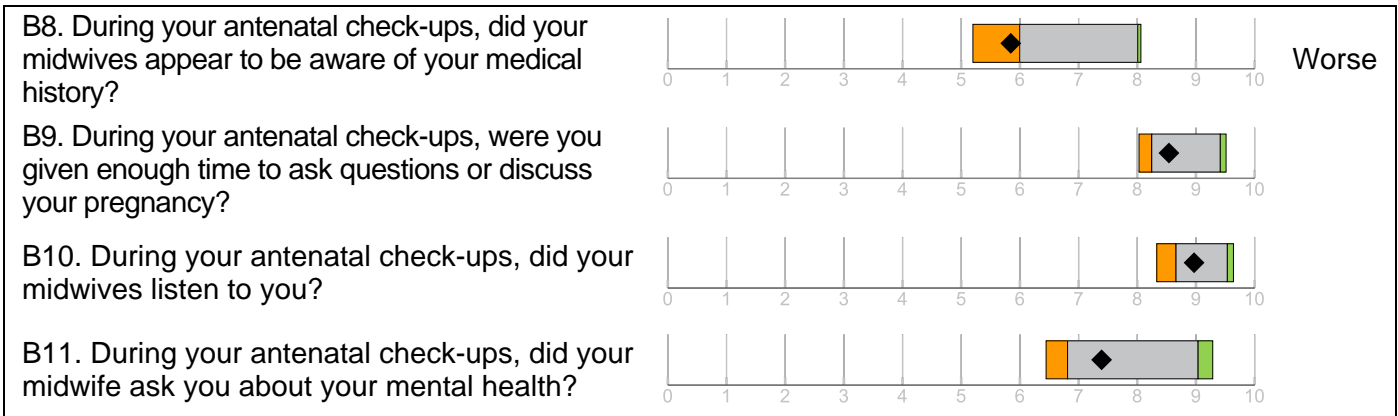 B8. During your antenatal check-ups, did your
midwives appear to be aware of your medical
history?
0 1 2 3 4 5 6 7 8 9 10
Worse
B9. During your antenatal check-ups, were you
given enough time to ask questions or discuss
your pregnancy?
0 1 2 3 4 5 6 7 8 9 10
B10. During your antenatal check-ups, did your
midwives listen to you?
0 1 2 3 4 5 6 7 8 9 10
B11. During your antenatal check-ups, did your
midwife ask you about your mental health?
0 1 2 3 4 5 6 7 8 9 10